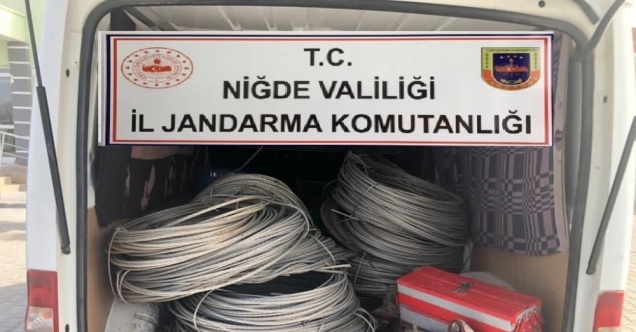 T.C.
NİĞDE VALİLİĞİ
İL JANDARMA KOMUTANLIĞI